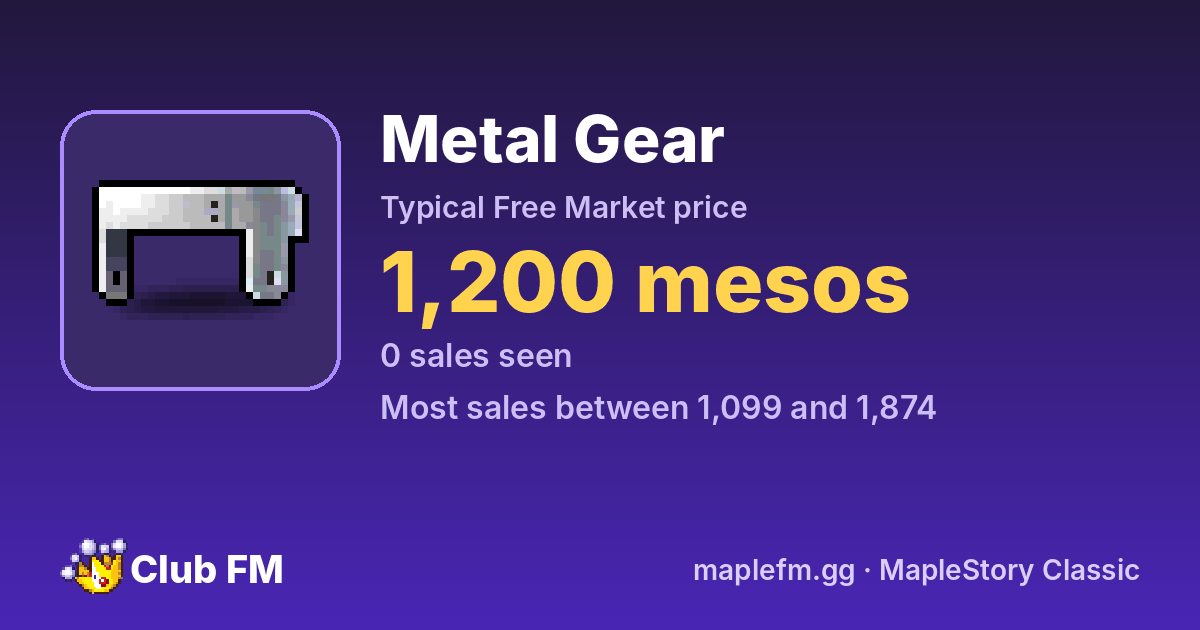 Metal Gear
Typical Free Market price
1,200 mesos
0 sales seen
Most sales between 1,099 and 1,874
Club FM
maplefm.gg · MapleStory Classic